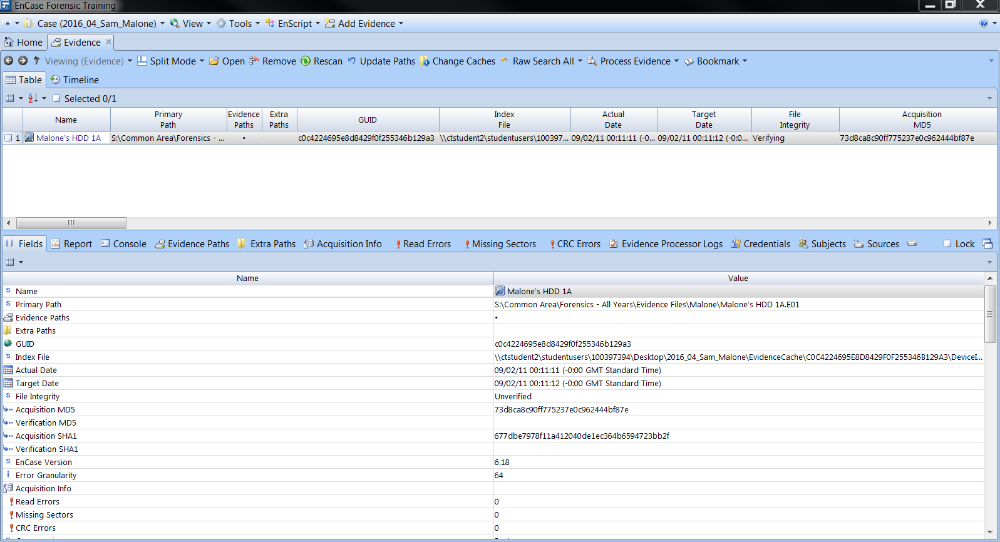 EnCase Forensic Training
Case (2016_04_Sam_Malone) View Tools EnScript Add Evidence
Home Evidence
Viewing (Evidence) Split Mode Open Remove Rescan Update Paths Change Caches Raw Search All Process Evidence Bookmark
Table Timeline
Selected 0/1
Name Primary Path Evidence Paths Extra Paths GUID Index File Actual Date Target Date File Integrity Acquisition MD5
1 Malone's HDD 1A S:\Common Area\Forensics - ... • c0c4224695e8d8429f0f255346b129a3 \\ctstudent2\studentusers\100397... 09/02/11 00:11:11 (-0... 09/02/11 00:11:12 (-0:0... Verifying 73d8ca8c90ff775237e0c962444bf87e
Fields Report Console Evidence Paths Extra Paths Acquisition Info Read Errors Missing Sectors CRC Errors Evidence Processor Logs Credentials Subjects Sources Lock
Name Value
Name Malone's HDD 1A
Primary Path S:\Common Area\Forensics - All Years\Evidence Files\Malone\Malone's HDD 1A.E01
Evidence Paths •
Extra Paths
GUID c0c4224695e8d8429f0f255346b129a3
Index File \\ctstudent2\studentusers\100397394\Desktop\2016_04_Sam_Malone\EvidenceCache\C0C4224695E8D8429F0F255346B129A3\DeviceI...
Actual Date 09/02/11 00:11:11 (-0:00 GMT Standard Time)
Target Date 09/02/11 00:11:12 (-0:00 GMT Standard Time)
File Integrity Unverified
Acquisition MD5 73d8ca8c90ff775237e0c962444bf87e
Verification MD5
Acquisition SHA1 677dbe7978f11a412040de1ec364b6594723bb2f
Verification SHA1
EnCase Version 6.18
Error Granularity 64
Acquisition Info
Read Errors 0
Missing Sectors 0
CRC Errors 0